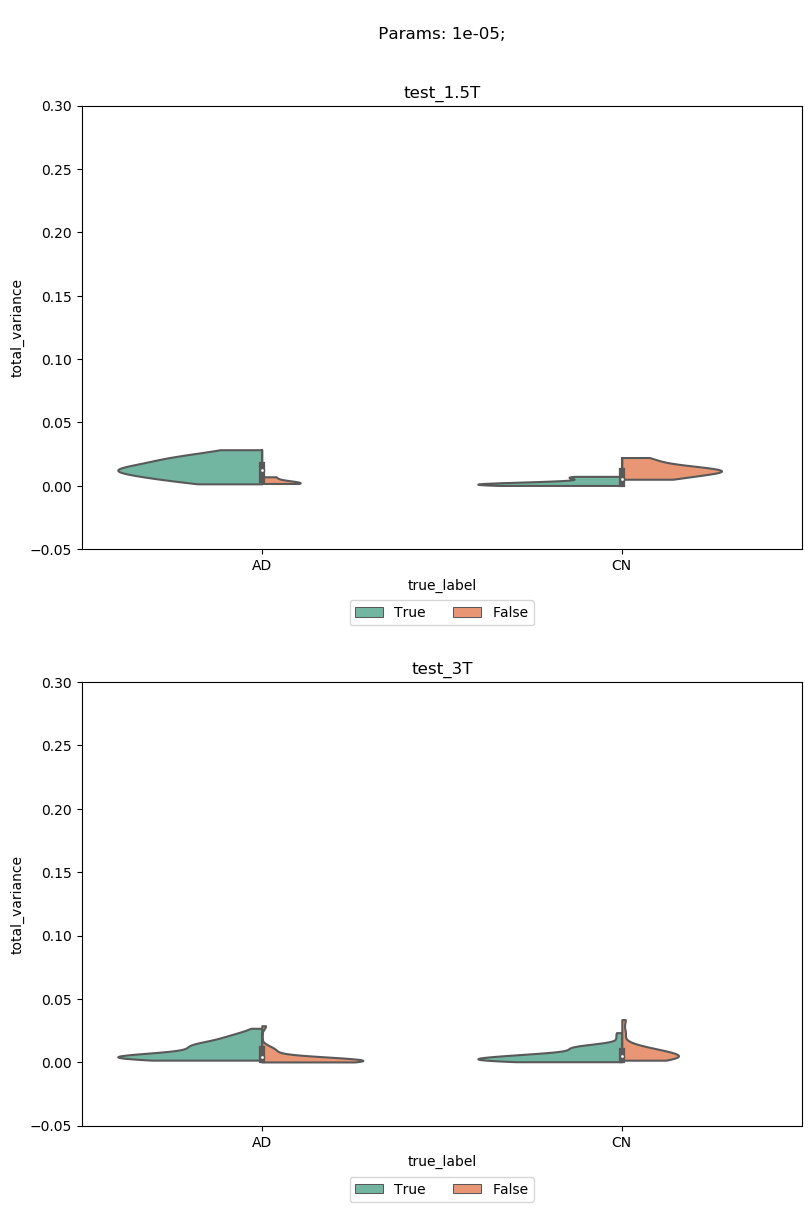 Params: 1e-05;
test_1.5T
0.30
0.25
0.20
0.15
0.10
0.05
0.00
−0.05
total_variance
AD CN
true_label
True False
test_3T
0.30
0.25
0.20
0.15
0.10
0.05
0.00
−0.05
total_variance
AD CN
true_label
True False